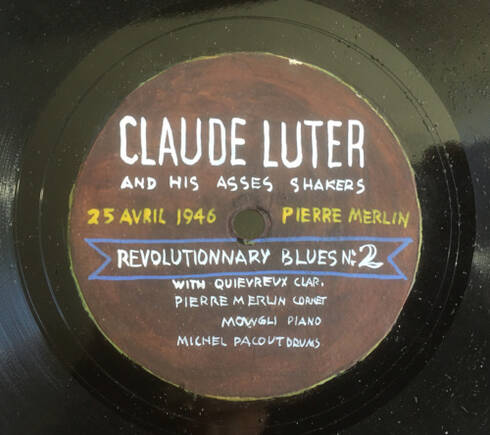 CLAUDE LUTER
AND HIS ASSES SHAKERS
25 AVRIL 1946 PIERRE MERLIN
REVOLUTIONNARY BLUES No 2
WITH QUIEVREUX CLAR.
PIERRE MERLIN CORNET
MOWGLI PIANO
MICHEL PACOUT DRUMS